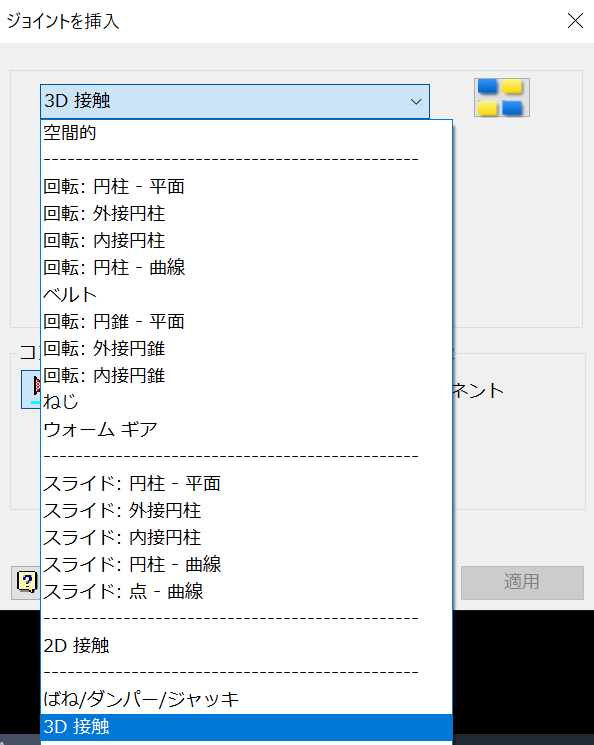 ジョイントを挿入
3D 接触
空間的
--------------------------------------------
回転: 円柱 - 平面
回転: 外接円柱
回転: 内接円柱
回転: 円柱 - 曲線
ベルト
回転: 円錐 - 平面
回転: 外接円錐
回転: 内接円錐
ねじ
ウォーム ギア
--------------------------------------------
スライド: 円柱 - 平面
スライド: 外接円柱
スライド: 内接円柱
スライド: 円柱 - 曲線
スライド: 点 - 曲線
--------------------------------------------
2D 接触
--------------------------------------------
ばね/ダンパー/ジャッキ
3D 接触
コ
ネント
適用